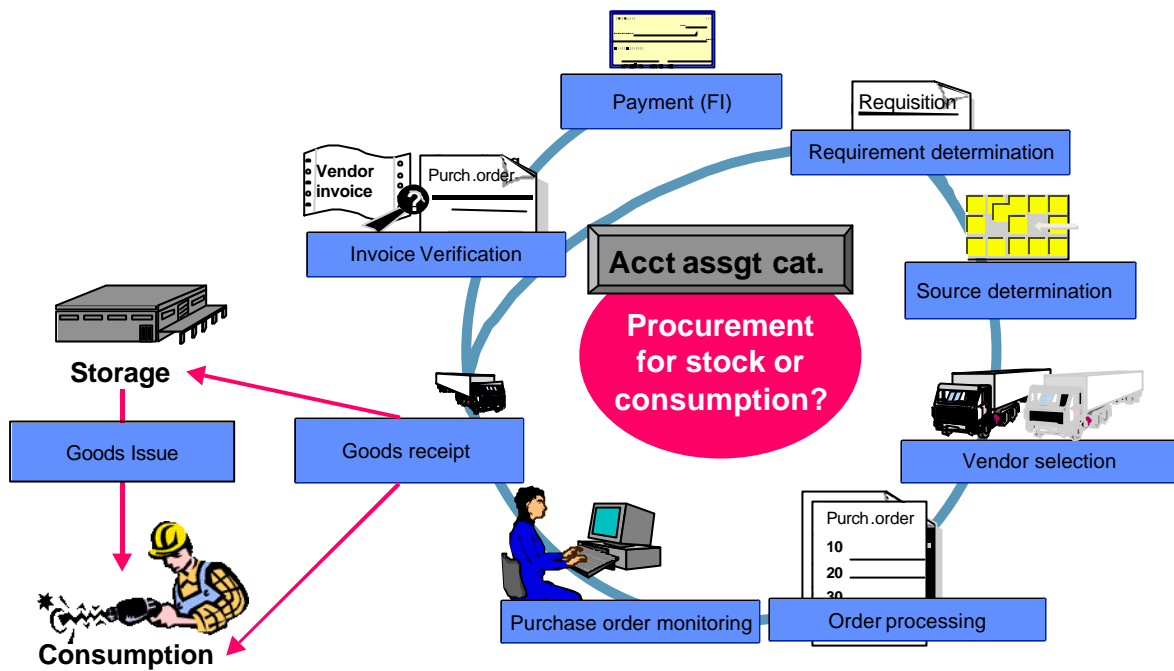 Payment (FI)
Requisition
Requirement determination
Vendor
invoice
Purch.order
?
Invoice Verification
Acct assgt cat.
Source determination
Procurement
for stock or
consumption?
Storage
Goods Issue
Goods receipt
Vendor selection
Purch.order
10
20
30
Purchase order monitoring
Order processing
Consumption